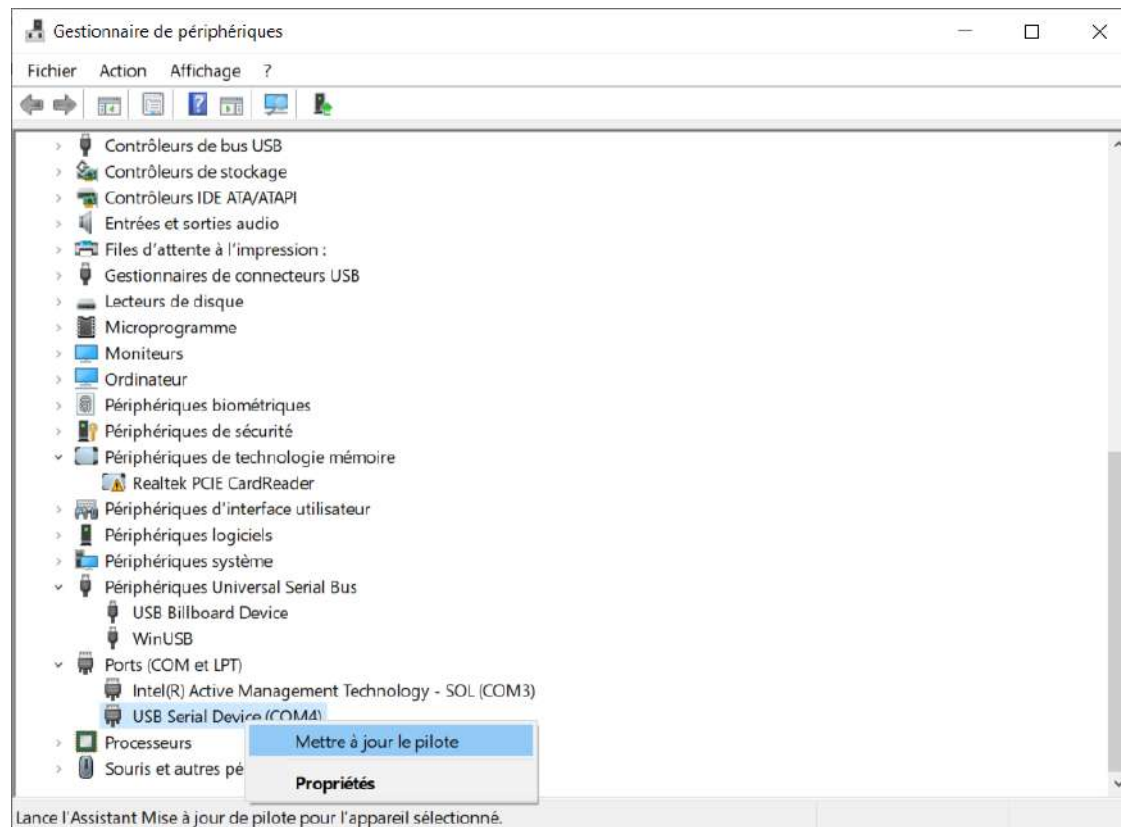 Gestionnaire de périphériques
Fichier Action Affichage ?
Contrôleurs de bus USB
Contrôleurs de stockage
Contrôleurs IDE ATA/ATAPI
Entrées et sorties audio
Files d'attente à l'impression :
Gestionnaires de connecteurs USB
Lecteurs de disque
Microprogramme
Moniteurs
Ordinateur
Périphériques biométriques
Périphériques de sécurité
Périphériques de technologie mémoire
Realtek PCIE CardReader
Périphériques d'interface utilisateur
Périphériques logiciels
Périphériques système
Périphériques Universal Serial Bus
USB Billboard Device
WinUSB
Ports (COM et LPT)
Intel(R) Active Management Technology - SOL (COM3)
USB Serial Device (COM4)
Processeurs
Mettre à jour le pilote
Souris et autres pé
Propriétés
Lance l'Assistant Mise à jour de pilote pour l'appareil sélectionné.